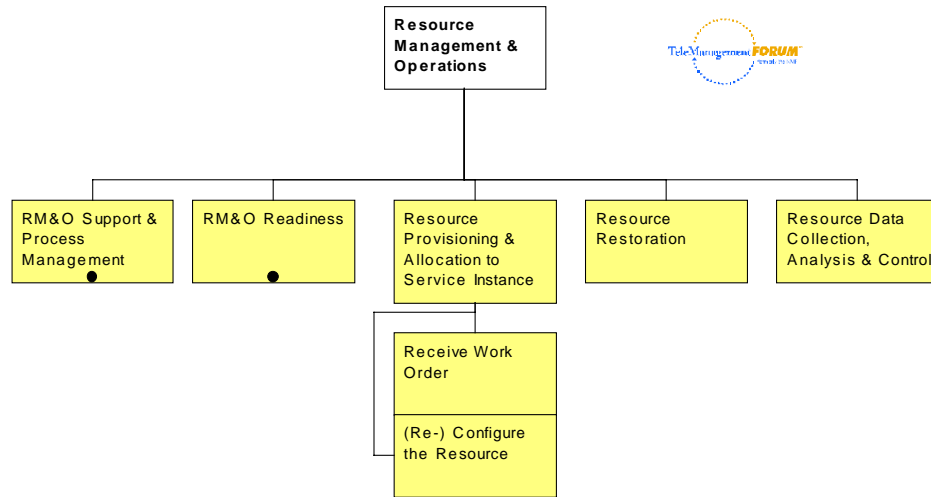 Resource
Management &
Operations
TeleManagement FORUM
RM&O Support &
Process
Management
RM&O Readiness
Resource
Provisioning &
Allocation to
Service Instance
Resource
Restoration
Resource Data
Collection,
Analysis & Control
Receive Work
Order
(Re-) Configure
the Resource